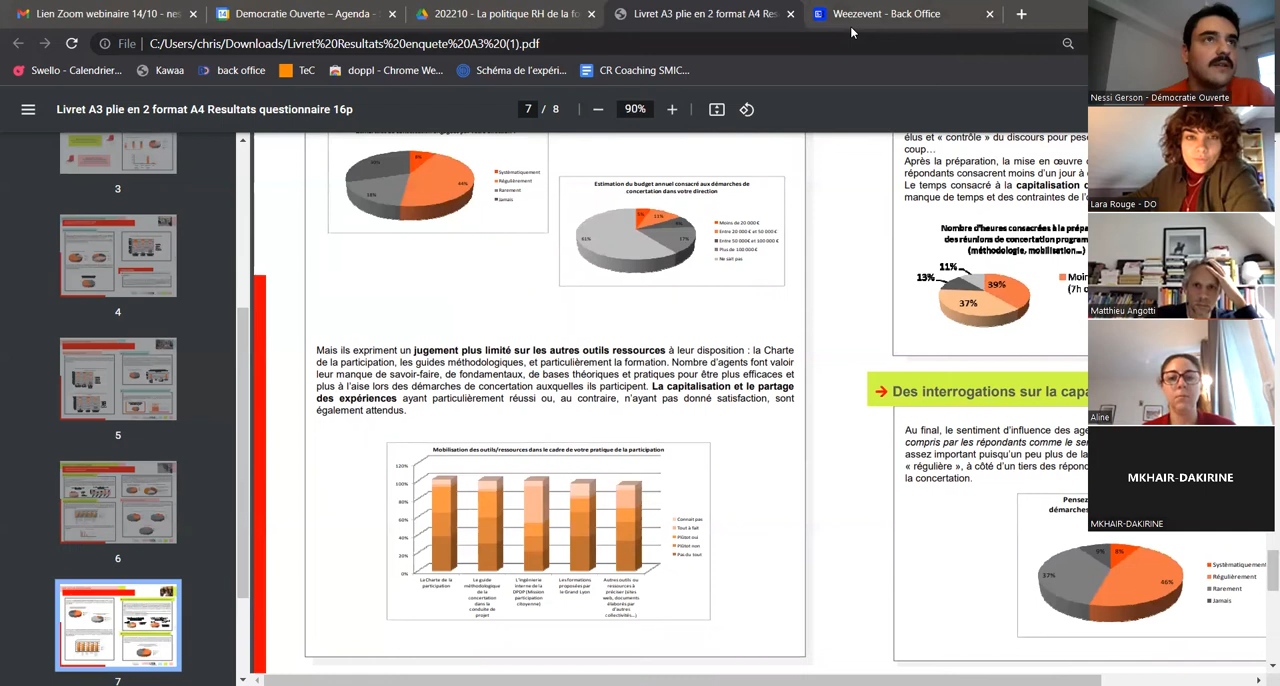 Lien Zoom webinaire 14/10 - nes
Democratie Ouverte – Agenda -
202210 - La politique RH de la fo
Livret A3 plie en 2 format A4 Res
Weezevent - Back Office
File
C:/Users/chris/Downloads/Livret%20Resultats%20enquete%20A3%20(1).pdf
Swello - Calendrier...
Kawaa
back office
TeC
doppl - Chrome We...
Schéma de l'expéri...
CR Coaching SMIC...
Livret A3 plie en 2 format A4 Resultats questionnaire 16p
7 / 8
90%
3
4
5
6
7
8%
44%
Systématiquement
Régulièrement
Rarement
Jamais
Estimation du budget annuel consacré aux démarches de
concertation dans votre direction
11%
17%
61%
Moins de 20 000 €
Entre 20 000 € et 50 000 €
Entre 50 000€ et 100 000 €
Plus de 100 000 €
Ne sait pas
Mais ils expriment un jugement plus limité sur les autres outils ressources à leur disposition : la Charte
de la participation, les guides méthodologiques, et particulièrement la formation. Nombre d'agents font valoir
leur manque de savoir-faire, de fondamentaux, de bases théoriques et pratiques pour être plus efficaces et
plus à l'aise lors des démarches de concertation auxquelles ils participent. La capitalisation et le partage
des expériences ayant particulièrement réussi ou, au contraire, n'ayant pas donné satisfaction, sont
également attendus.
Mobilisation des outils/ressources dans le cadre de votre pratique de la participation
120%
100%
80%
60%
40%
20%
0%
La Charte de la
participation
Le guide
méthodologique
de la
concertation
dans la
conduite de
projet
L'ingénierie
interne de la
DPDP (Mission
participation
citoyenne)
Les formations
proposées par
le Grand Lyon
Autres outils ou
ressources à
préciser (sites
web, documents
élaborés par
d'autres
collectivités...)
Connait pas
Tout à fait
Plûtot oui
Plûtot non
Pas du tout
élus et « contrôle » du discours pour pese
coup…
Après la préparation, la mise en œuvre d
répondants consacrent moins d'un jour à
Le temps consacré à la capitalisation d
manque de temps et des contraintes de l'
Nombre d'heures consacrées à la prépa
des réunions de concertation program
(méthodologie, mobilisation...)
11%
13%
39%
37%
Moin
(7h o
Des interrogations sur la capa
Au final, le sentiment d'influence des age
compris par les répondants comme le se
assez important puisqu'un peu plus de la
« régulière », à côté d'un tiers des répond
la concertation.
Pensez
démarches
9%
8%
37%
46%
Systématiquement
Régulièrement
Rarement
Jamais
Nessi Gerson - Démocratie Ouverte
Lara Rouge - DO
Matthieu Angotti
Aline
MKHAIR-DAKIRINE
MKHAIR-DAKIRINE